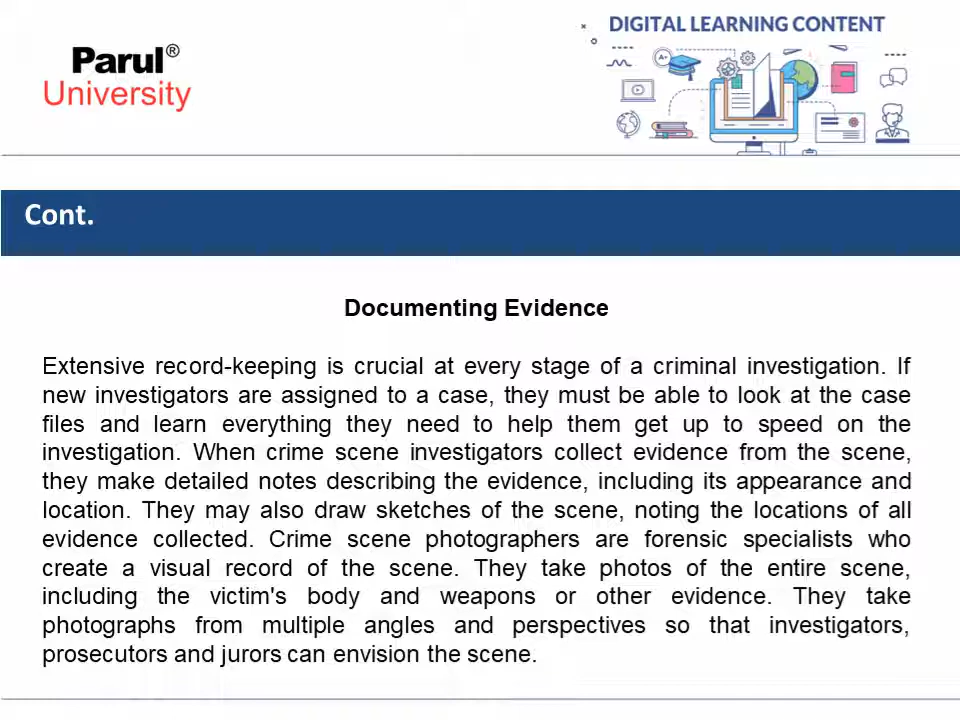 Parul®
University
DIGITAL LEARNING CONTENT
A+
Cont.
Documenting Evidence
Extensive record-keeping is crucial at every stage of a criminal investigation. If
new investigators are assigned to a case, they must be able to look at the case
files and learn everything they need to help them get up to speed on the
investigation. When crime scene investigators collect evidence from the scene,
they make detailed notes describing the evidence, including its appearance and
location. They may also draw sketches of the scene, noting the locations of all
evidence collected. Crime scene photographers are forensic specialists who
create a visual record of the scene. They take photos of the entire scene,
including the victim's body and weapons or other evidence. They take
photographs from multiple angles and perspectives so that investigators,
prosecutors and jurors can envision the scene.